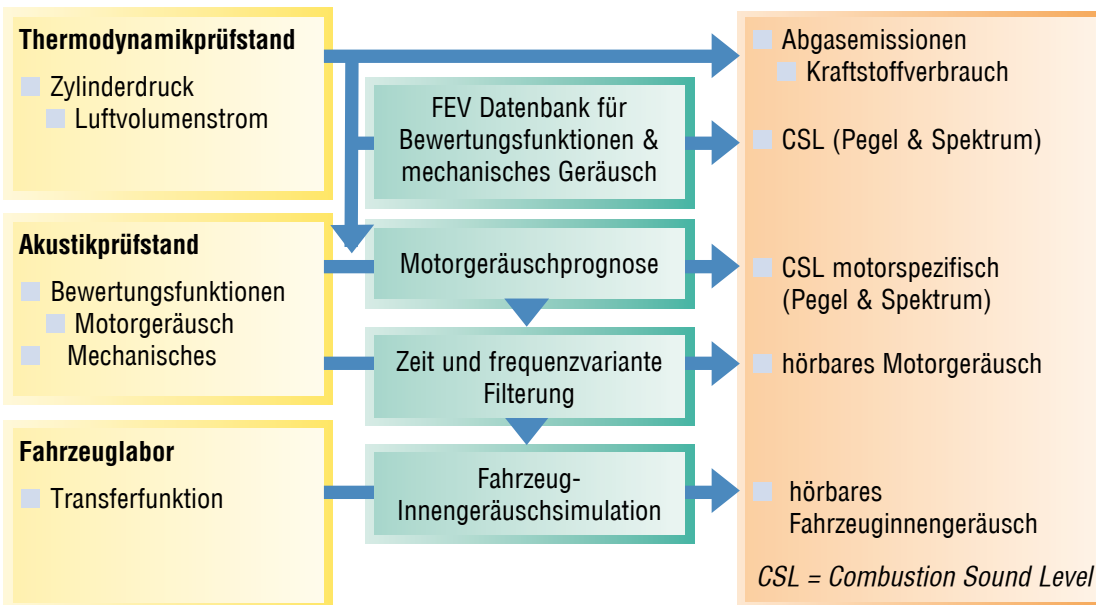 Thermodynamikprüfstand
Zylinderdruck
Luftvolumenstrom
Akustikprüfstand
Bewertungsfunktionen
Motorgeräusch
Mechanisches
Fahrzeuglabor
Transferfunktion
FEV Datenbank für
Bewertungsfunktionen &
mechanisches Geräusch
Motorgeräuschprognose
Zeit und frequenzvariante
Filterung
Fahrzeug-
Innengeräuschsimulation
Abgasemissionen
Kraftstoffverbrauch
CSL (Pegel & Spektrum)
CSL motorspezifisch
(Pegel & Spektrum)
hörbares Motorgeräusch
hörbares
Fahrzeuginnengeräusch
CSL = Combustion Sound Level